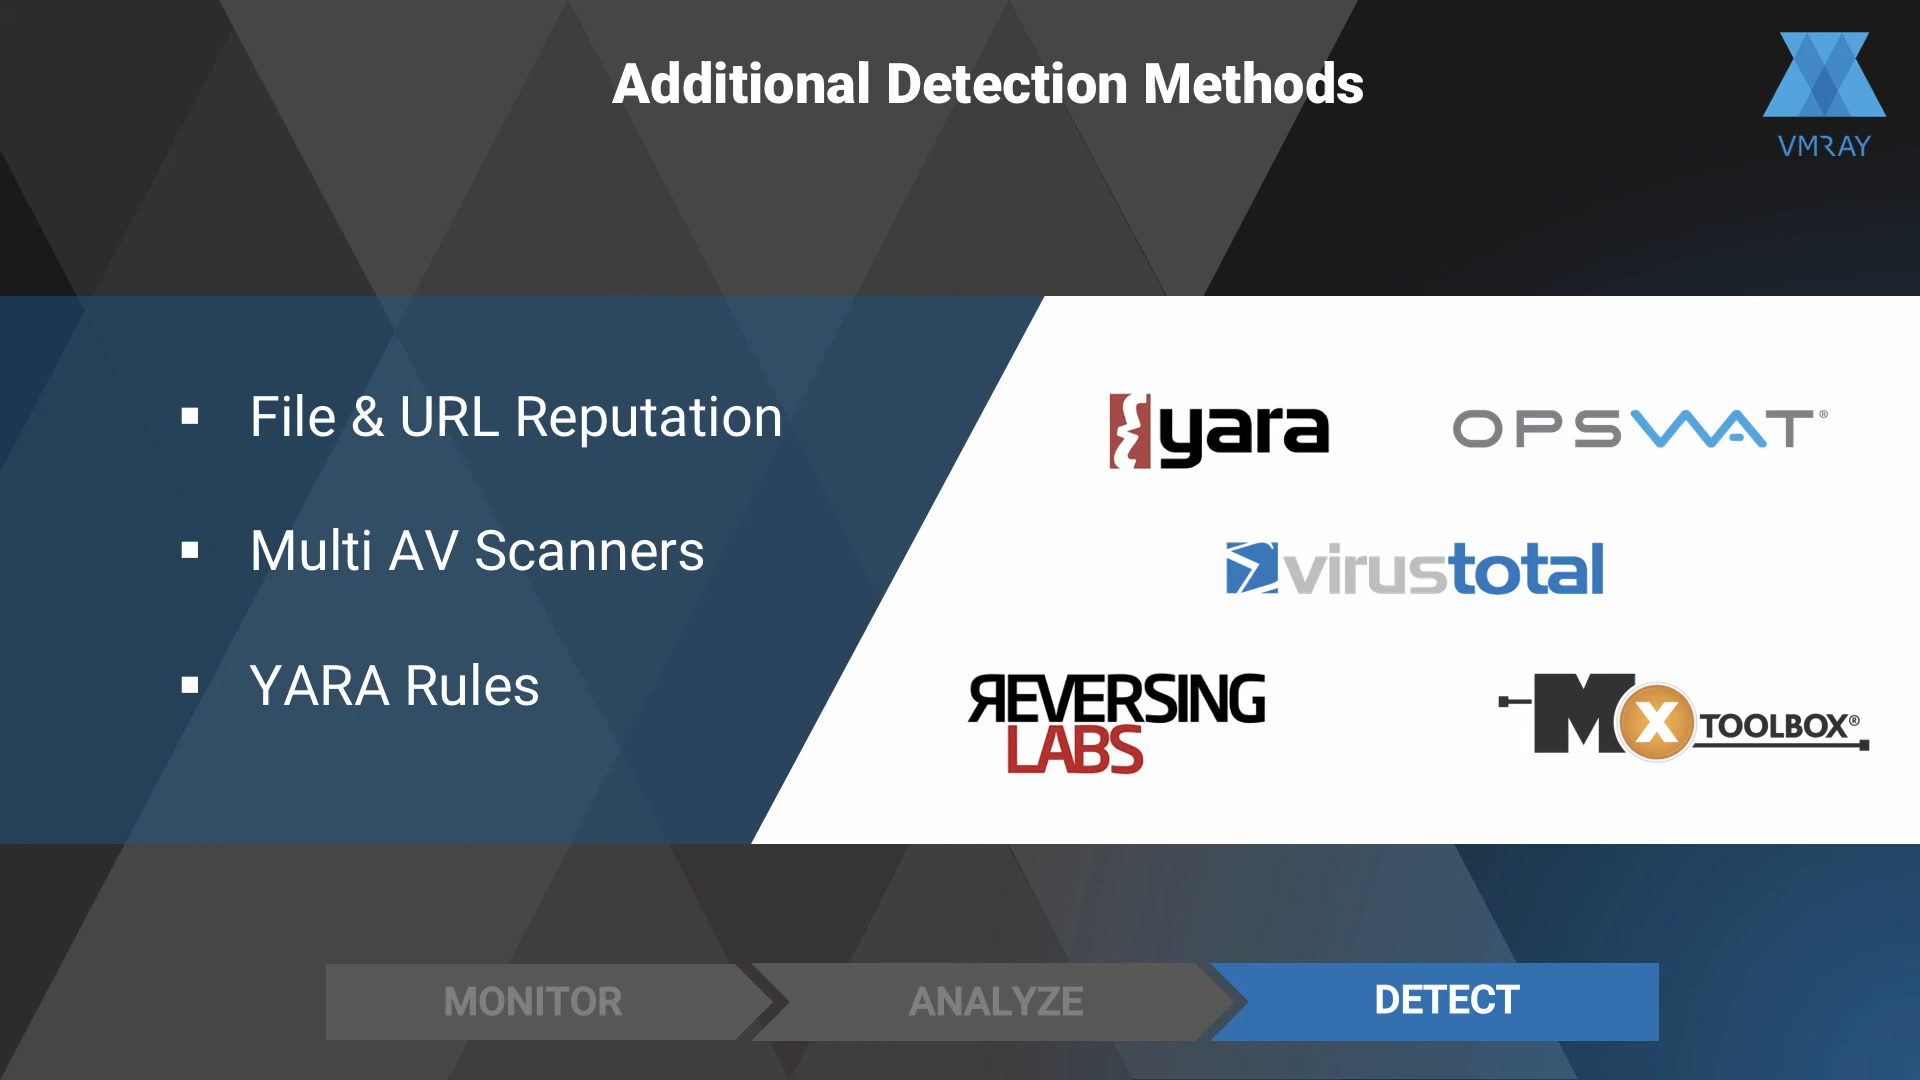 Additional Detection Methods
VMRAY
File & URL Reputation
Multi AV Scanners
YARA Rules
yara
OPSWAT®
virustotal
REVERSING
LABS
MX TOOLBOX®
MONITOR
ANALYZE
DETECT